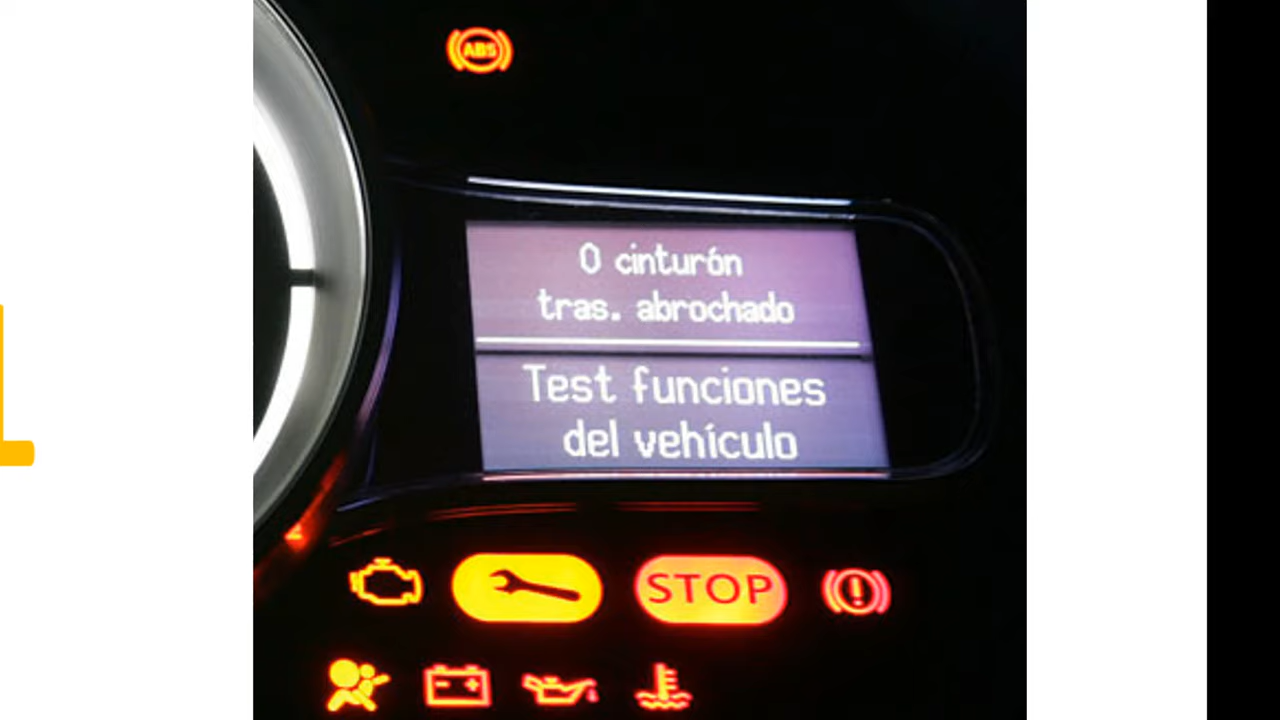 ABS
0 cinturón
tras. abrochado
Test funciones
del vehículo
STOP